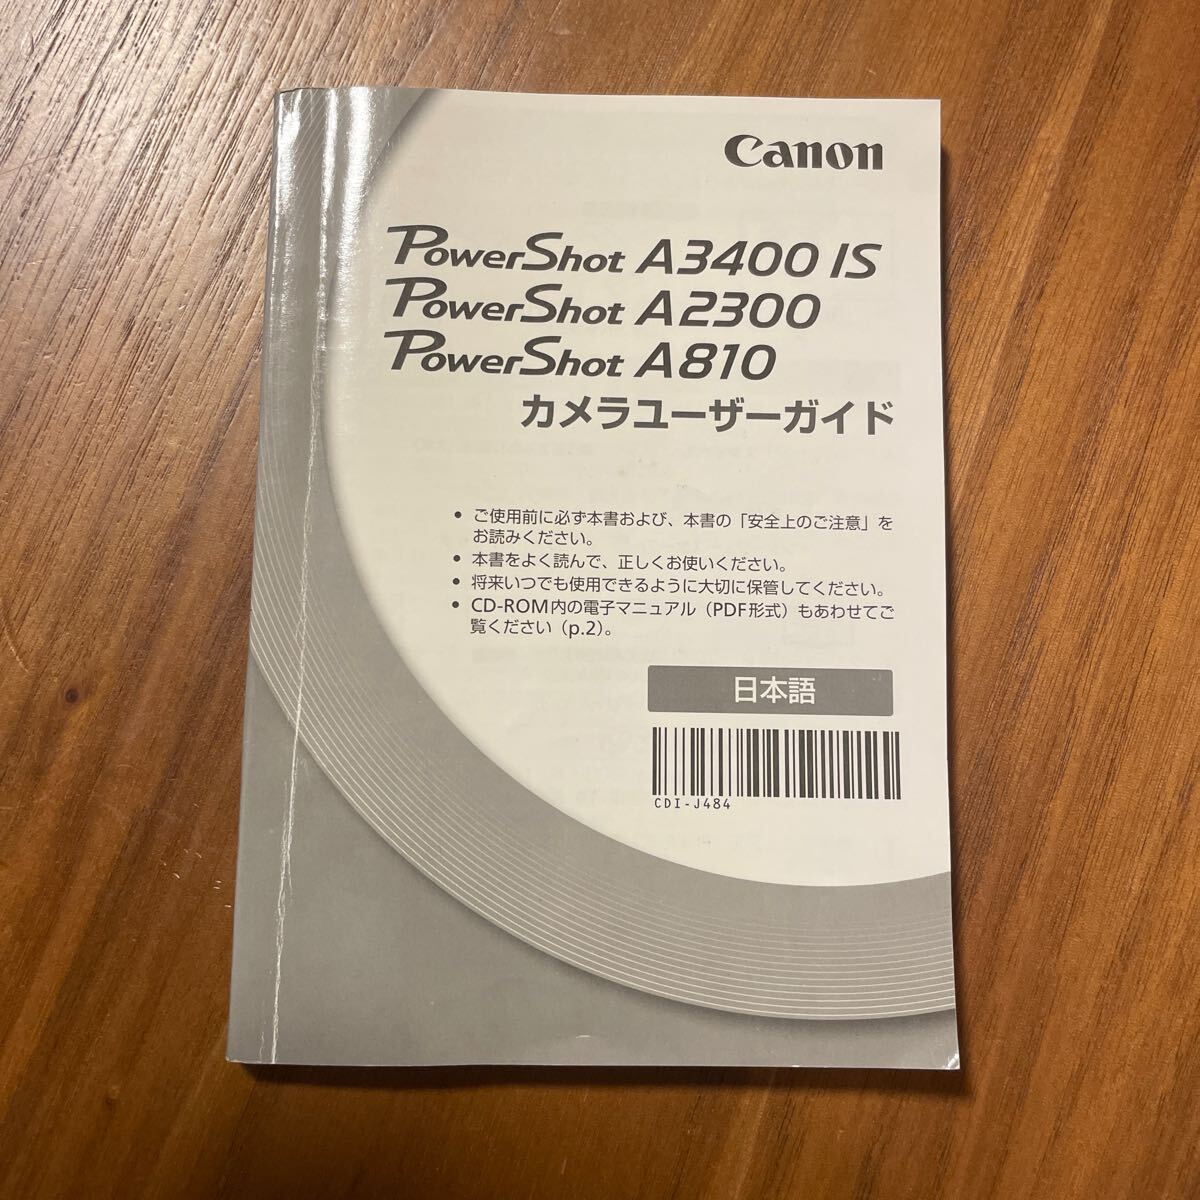 Canon
PowerShot A3400 IS
PowerShot A2300
PowerShot A810
カメラユーザーガイド
• ご使用前に必ず本書および、本書の「安全上のご注意」を
お読みください。
• 本書をよく読んで、正しくお使いください。
• 将来いつでも使用できるように大切に保管してください。
• CD-ROM内の電子マニュアル（PDF形式）もあわせてご
覧ください（p.2）。
日本語
CDI-J484